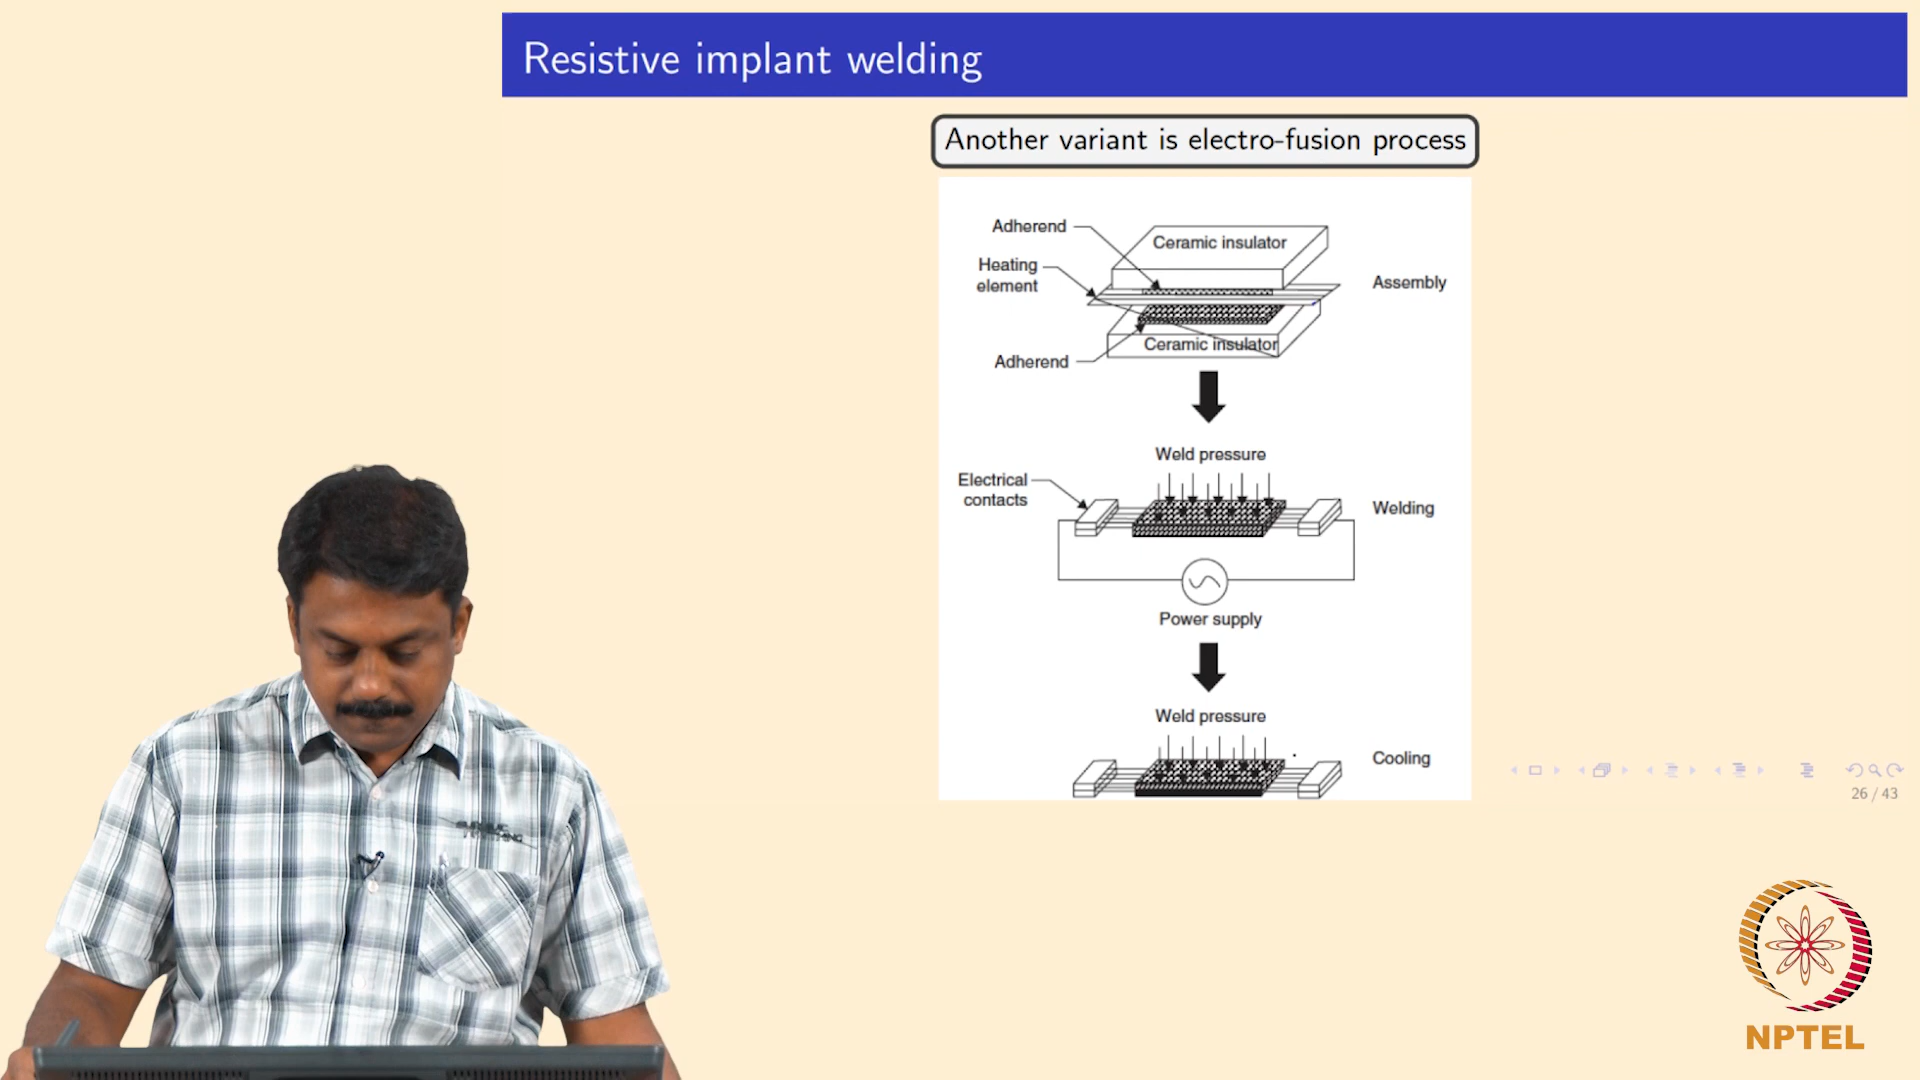 Resistive implant welding
Another variant is electro-fusion process
Adherend
Ceramic insulator
Heating
element
Assembly
Ceramic insulator
Adherend
Weld pressure
Electrical
contacts
Welding
Power supply
Weld pressure
Cooling
26 / 43
NPTEL